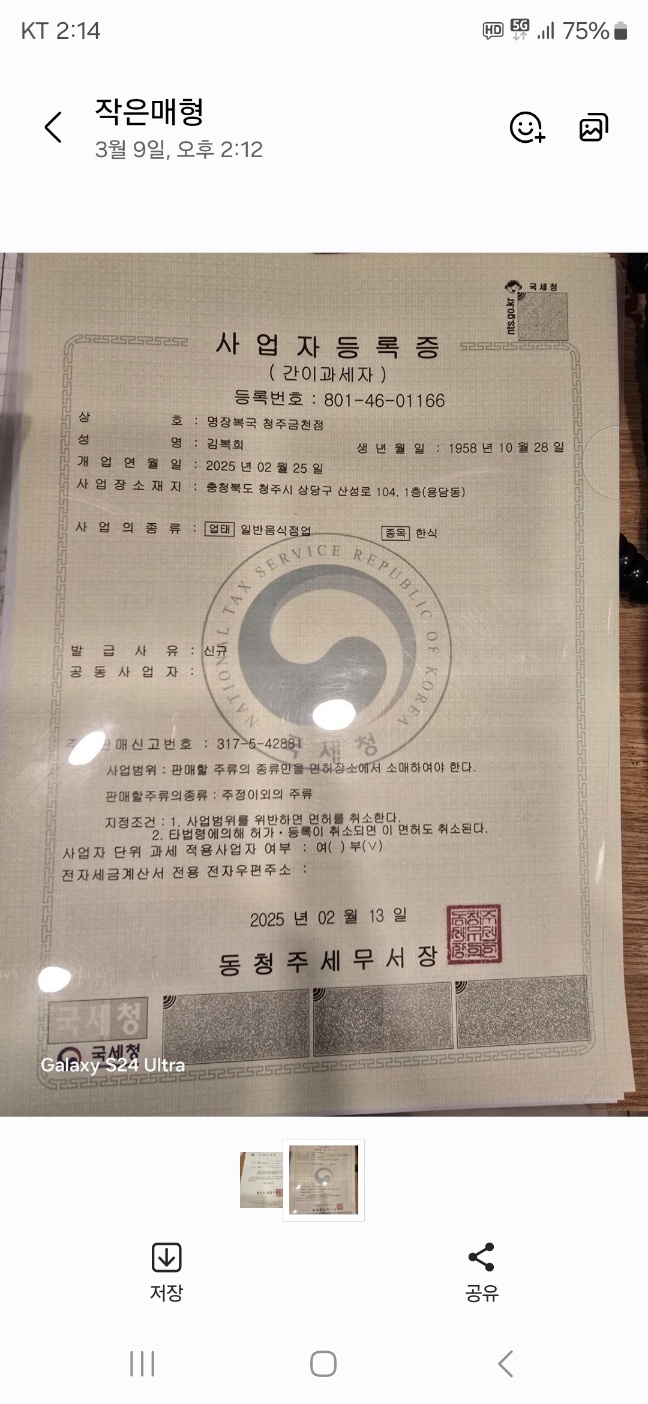 KT 2:14 HD 5G 75%
작은매형
3월 9일, 오후 2:12
국세청
nts.go.kr
사업자등록증
( 간이과세자 )
등록번호 : 801-46-01166
상 호 : 명장복국 청주금천점
성 명 : 김복희 생년월일 : 1958 년 10 월 28 일
개업연월일 : 2025 년 02 월 25 일
사업장소재지 : 충청북도 청주시 상당구 산성로 104, 1층(용담동)
사업의종류 : 업태 일반음식점업 종목 한식
NATIONAL TAX SERVICE REPUBLIC OF KOREA
국세청
발급사유 : 신규
공동사업자 :
매신고번호 : 317-5-42881
사업범위 : 판매할 주류의 종류만을 면허장소에서 소매하여야 한다.
판매할주류의종류 : 주정이외의 주류
지정조건 : 1. 사업범위를 위반하면 면허를 취소한다.
2. 타법령에의해 허가·등록이 취소되면 이 면허도 취소된다.
사업자 단위 과세 적용사업자 여부 : 여( ) 부(∨)
전자세금계산서 전용 전자우편주소 :
2025 년 02 월 13 일
동청주세무서장
국세청
국세청
Galaxy S24 Ultra
저장 공유